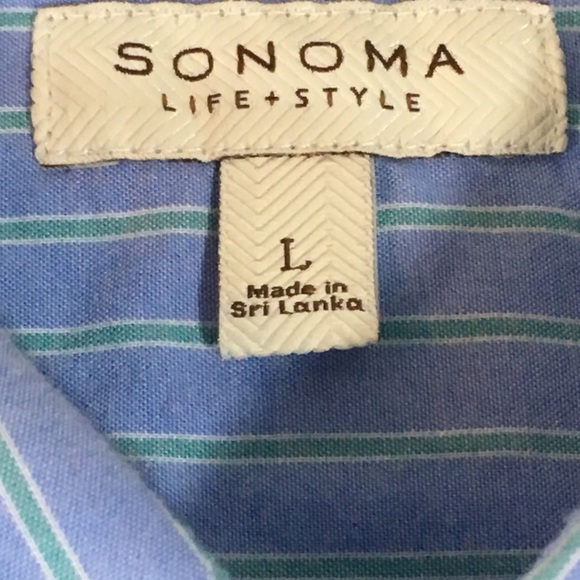 SONOMA
LIFE + STYLE
L
Made in
Sri Lanka